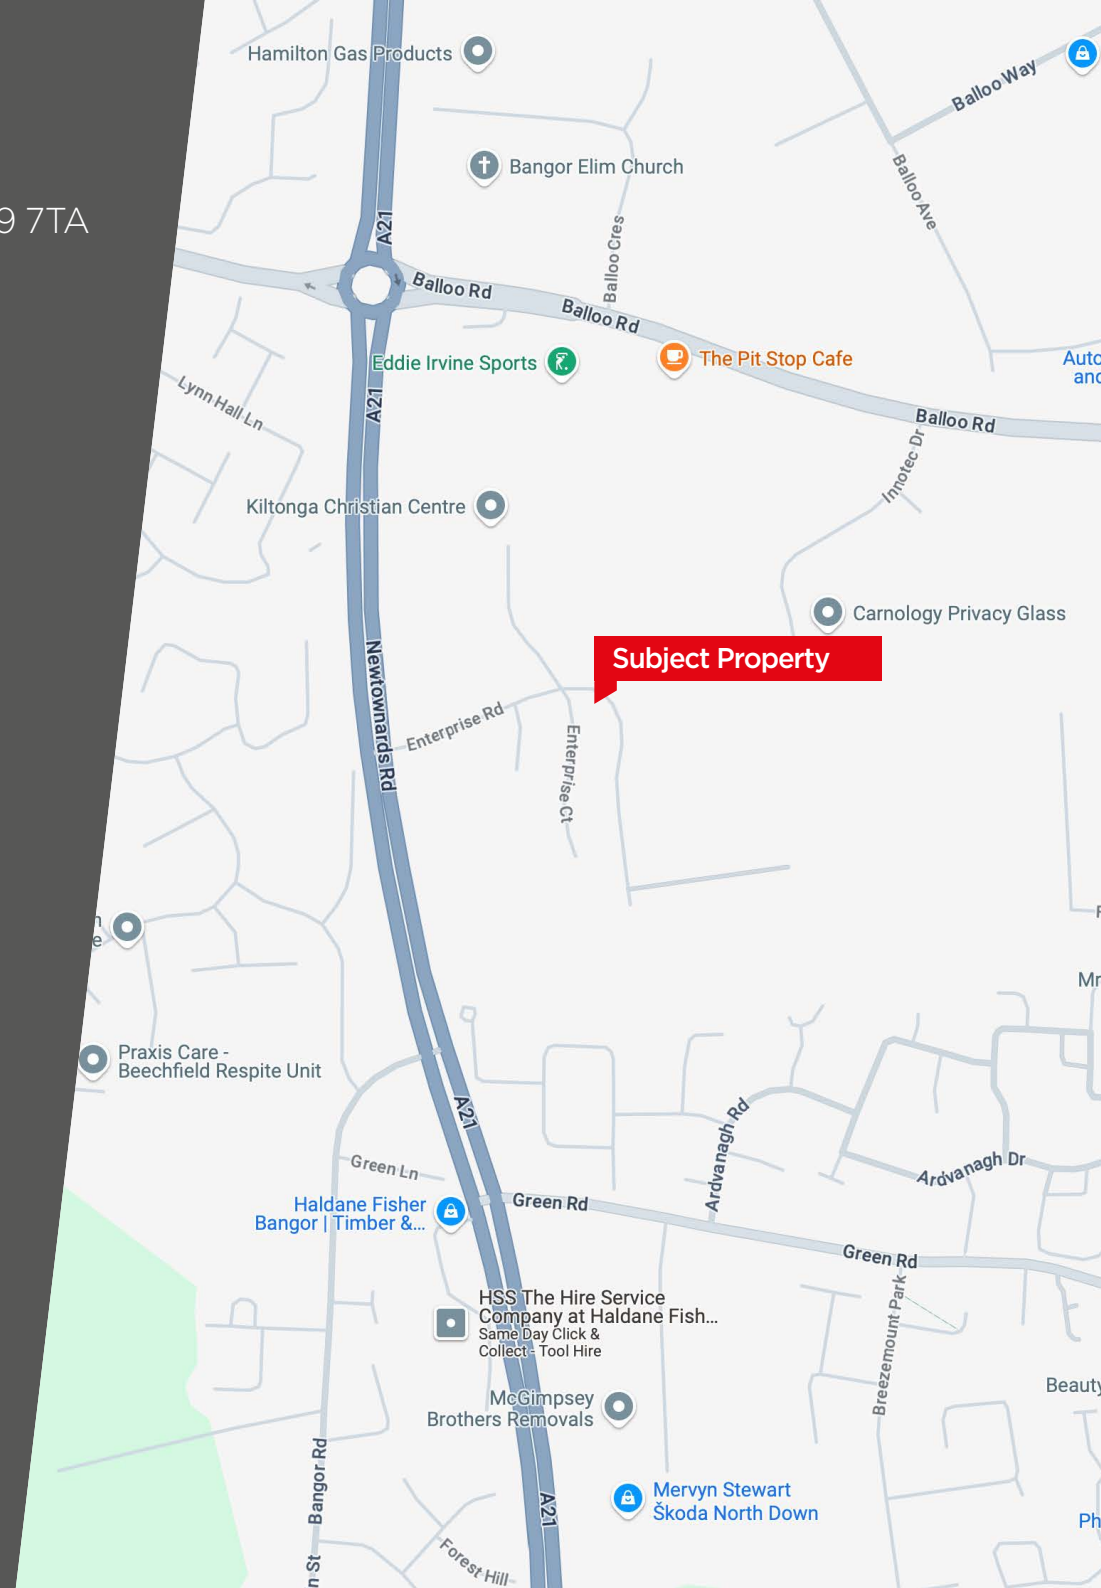 Hamilton Gas Products
Balloo Way
Bangor Elim Church
Balloo Ave
9 7TA
A21
Balloo Cres
Balloo Rd
Balloo Rd
Eddie Irvine Sports
The Pit Stop Cafe
Auto
and
Lynn Hall Ln
A21
Balloo Rd
Innotec Dr
Kiltonga Christian Centre
Carnology Privacy Glass
Subject Property
Newtownards Rd
Enterprise Rd
Enterprise Ct
n
e
Mr
Praxis Care -
Beechfield Respite Unit
A21
Ardvanagh Rd
Green Ln
Ardvanagh Dr
Haldane Fisher
Bangor | Timber &...
Green Rd
Green Rd
HSS The Hire Service
Company at Haldane Fish...
Same Day Click &
Collect - Tool Hire
Breezemount Park
Beauty
McGimpsey
Brothers Removals
Bangor Rd
A21
Mervyn Stewart
Škoda North Down
Ph
n St
Forest Hill